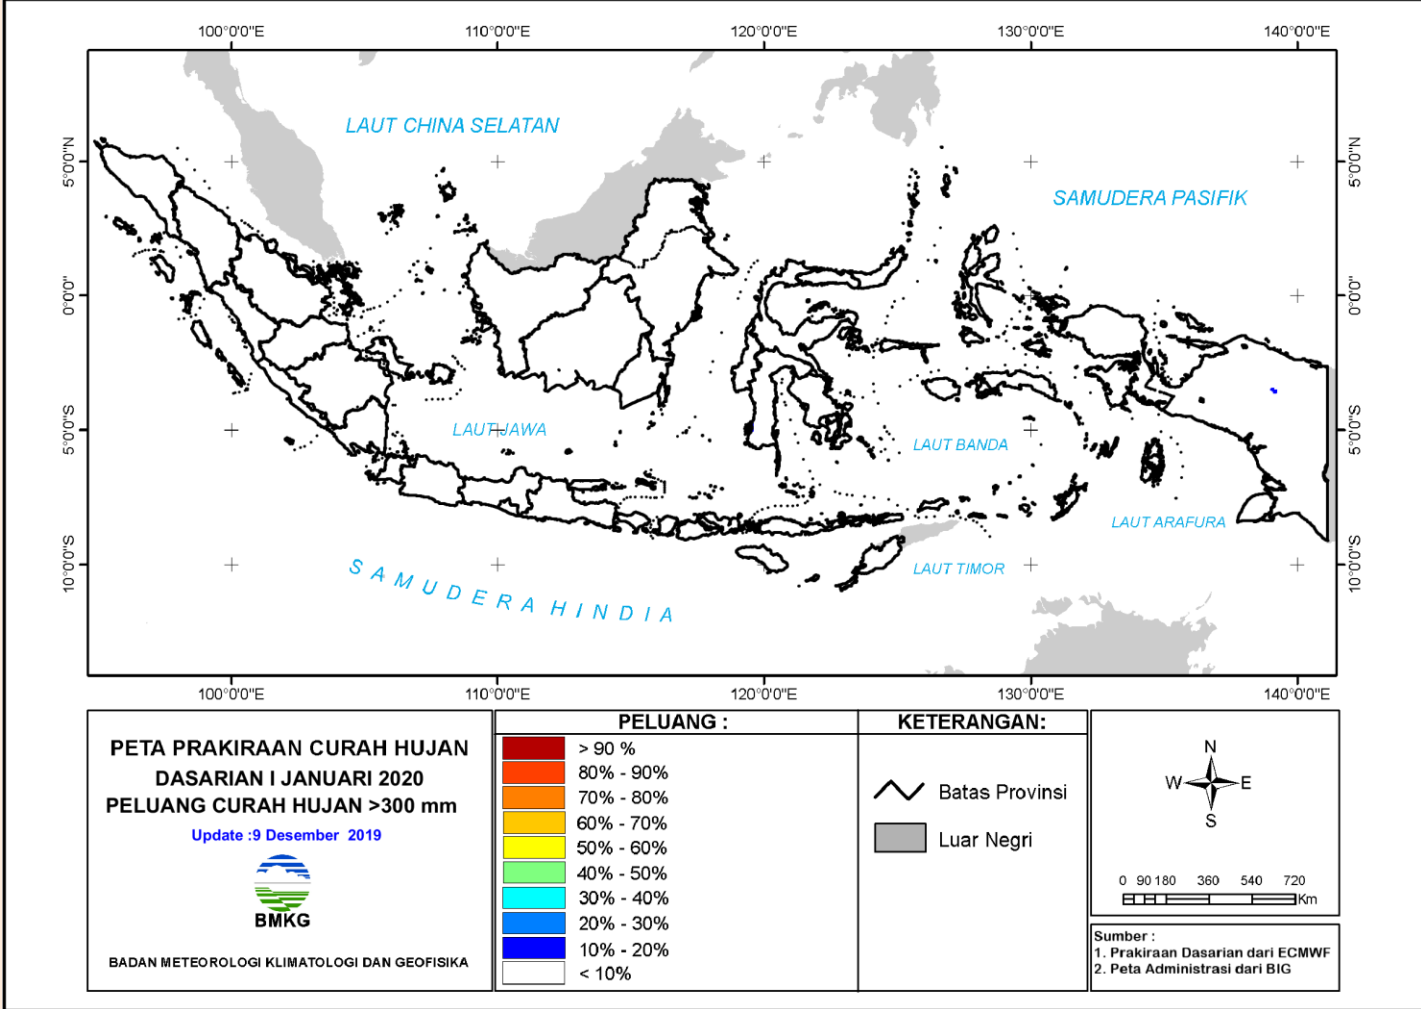 100°0'0"E 110°0'0"E 120°0'0"E 130°0'0"E 140°0'0"E
5°0'0"N 5°0'0"N
0°0'0" 0°0'0"
5°0'0"S 5°0'0"S
10°0'0"S 10°0'0"S
LAUT CHINA SELATAN
SAMUDERA PASIFIK
LAUT JAWA
LAUT BANDA
LAUT ARAFURA
LAUT TIMOR
SAMUDERA HINDIA
100°0'0"E 110°0'0"E 120°0'0"E 130°0'0"E 140°0'0"E
PETA PRAKIRAAN CURAH HUJAN
DASARIAN I JANUARI 2020
PELUANG CURAH HUJAN >300 mm
Update :9 Desember 2019
BMKG
BADAN METEOROLOGI KLIMATOLOGI DAN GEOFISIKA
PELUANG :
> 90 %
80% - 90%
70% - 80%
60% - 70%
50% - 60%
40% - 50%
30% - 40%
20% - 30%
10% - 20%
< 10%
KETERANGAN:
Batas Provinsi
Luar Negri
N
W E
S
0 90 180 360 540 720
Km
Sumber :
1. Prakiraan Dasarian dari ECMWF
2. Peta Administrasi dari BIG